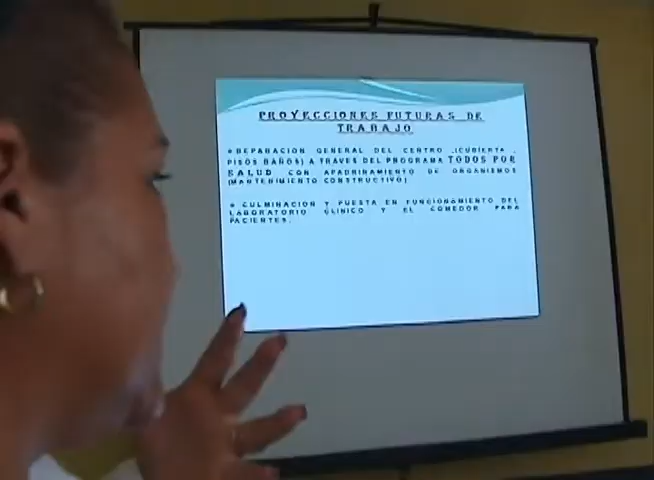 PROYECCIONES FUTURAS DE
TRABAJO
*REPARACION GENERAL DEL CENTRO .(CUBIERTA,
PISOS BAÑOS) A TRAVES DEL PROGRAMA TODOS POR
SALUD CON APADRINAMIENTO DE ORGANISMOS
(MANTENIMIENTO CONSTRUCTIVO)
* CULMINACION Y PUESTA EN FUNCIONAMIENTO DEL
LABORATORIO CLINICO Y EL COMEDOR PARA
PACIENTES.